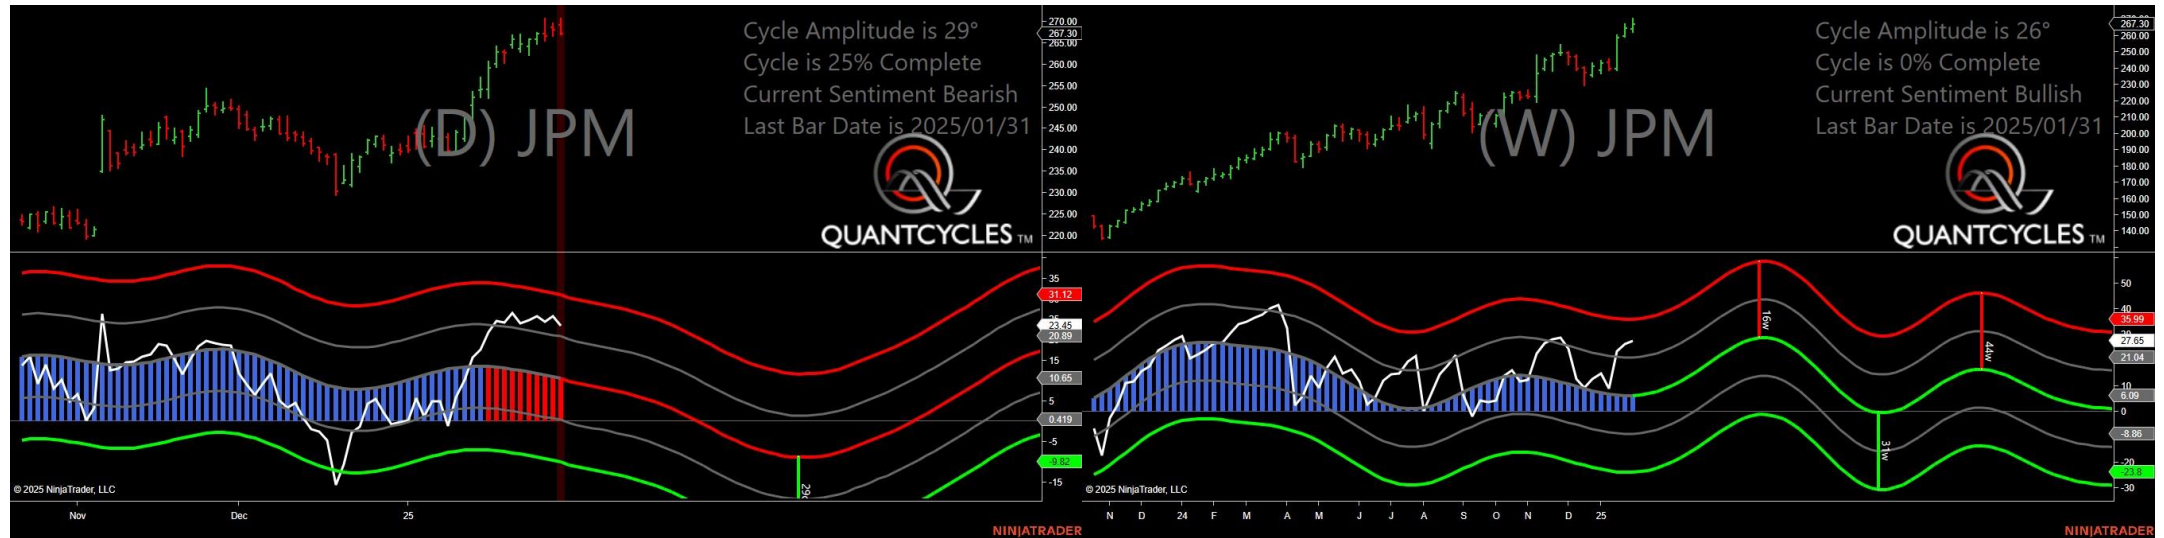 Cycle Amplitude is 29°
Cycle is 25% Complete
Current Sentiment Bearish
Last Bar Date is 2025/01/31
(D) JPM
QUANTCYCLES TM
270.00
267.30
265.00
260.00
255.00
250.00
245.00
240.00
235.00
230.00
225.00
220.00
35
31.12
23.45
20.89
15
10.65
5
0.419
-5
-9.82
-15
© 2025 NinjaTrader, LLC
Nov
Dec
25
NINJATRADER
Cycle Amplitude is 26°
Cycle is 0% Complete
Current Sentiment Bullish
Last Bar Date is 2025/01/31
(W) JPM
QUANTCYCLES TM
267.30
260.00
250.00
240.00
230.00
220.00
210.00
200.00
190.00
180.00
170.00
160.00
150.00
140.00
16w
31w
44w
50
40
35.99
27.65
21.04
10
6.09
0
-8.86
-20
-23.8
-30
© 2025 NinjaTrader, LLC
N D 24 F M A M J J A S O N D 25
NINJATRADER